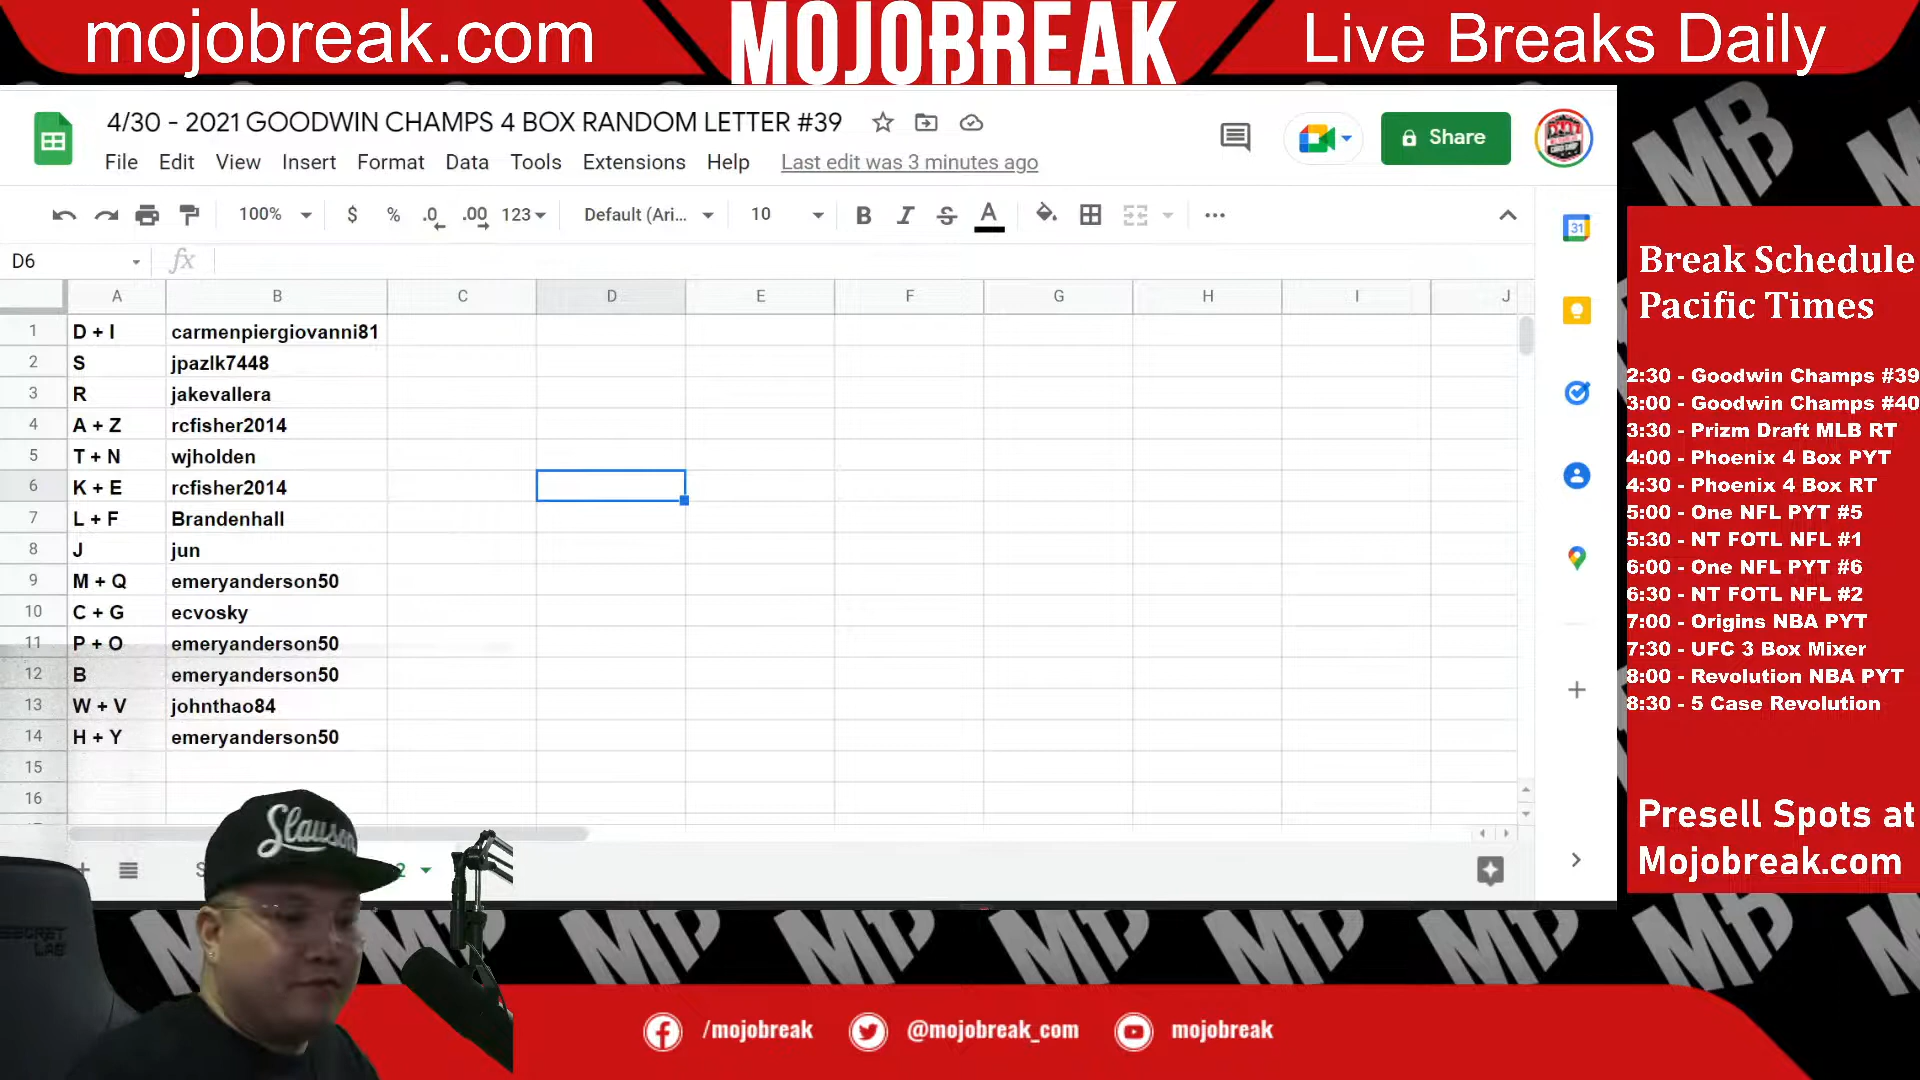 mojobreak.com
MOJOBREAK
Live Breaks Daily
4/30 - 2021 GOODWIN CHAMPS 4 BOX RANDOM LETTER #39
Share
File Edit View Insert Format Data Tools Extensions Help Last edit was 3 minutes ago
100% $ % .0 .00 123 Default (Ari... 10 B I S A
D6 fx
A B C D E F G H I J
1 D + I carmenpiergiovanni81
2 S jpazlk7448
3 R jakevallera
4 A + Z rcfisher2014
5 T + N wjholden
6 K + E rcfisher2014
7 L + F Brandenhall
8 J jun
9 M + Q emeryanderson50
10 C + G ecvosky
11 P + O emeryanderson50
12 B emeryanderson50
13 W + V johnthao84
14 H + Y emeryanderson50
15
16
31
Break Schedule
Pacific Times
2:30 - Goodwin Champs #39
3:00 - Goodwin Champs #40
3:30 - Prizm Draft MLB RT
4:00 - Phoenix 4 Box PYT
4:30 - Phoenix 4 Box RT
5:00 - One NFL PYT #5
5:30 - NT FOTL NFL #1
6:00 - One NFL PYT #6
6:30 - NT FOTL NFL #2
7:00 - Origins NBA PYT
7:30 - UFC 3 Box Mixer
8:00 - Revolution NBA PYT
8:30 - 5 Case Revolution
Presell Spots at
Mojobreak.com
Slauson
SECRET
LAB
/mojobreak @mojobreak_com mojobreak